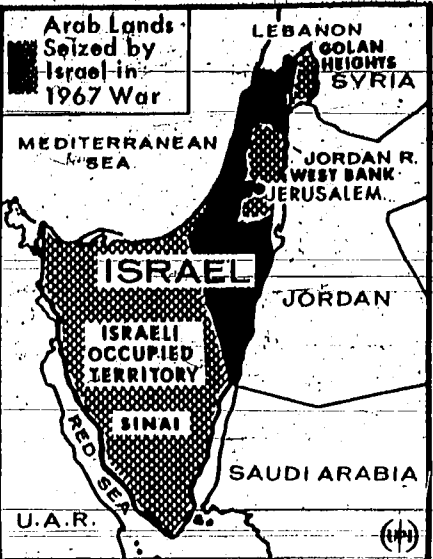 Arab Lands
Seized by
Israel in
1967 War
LEBANON
GOLAN
HEIGHTS
SYRIA
MEDITERRANEAN
SEA
JORDAN R.
WEST BANK
JERUSALEM
ISRAEL
JORDAN
ISRAELI
OCCUPIED
TERRITORY
SINAI
RED SEA
SAUDI ARABIA
U.A.R.
UPI